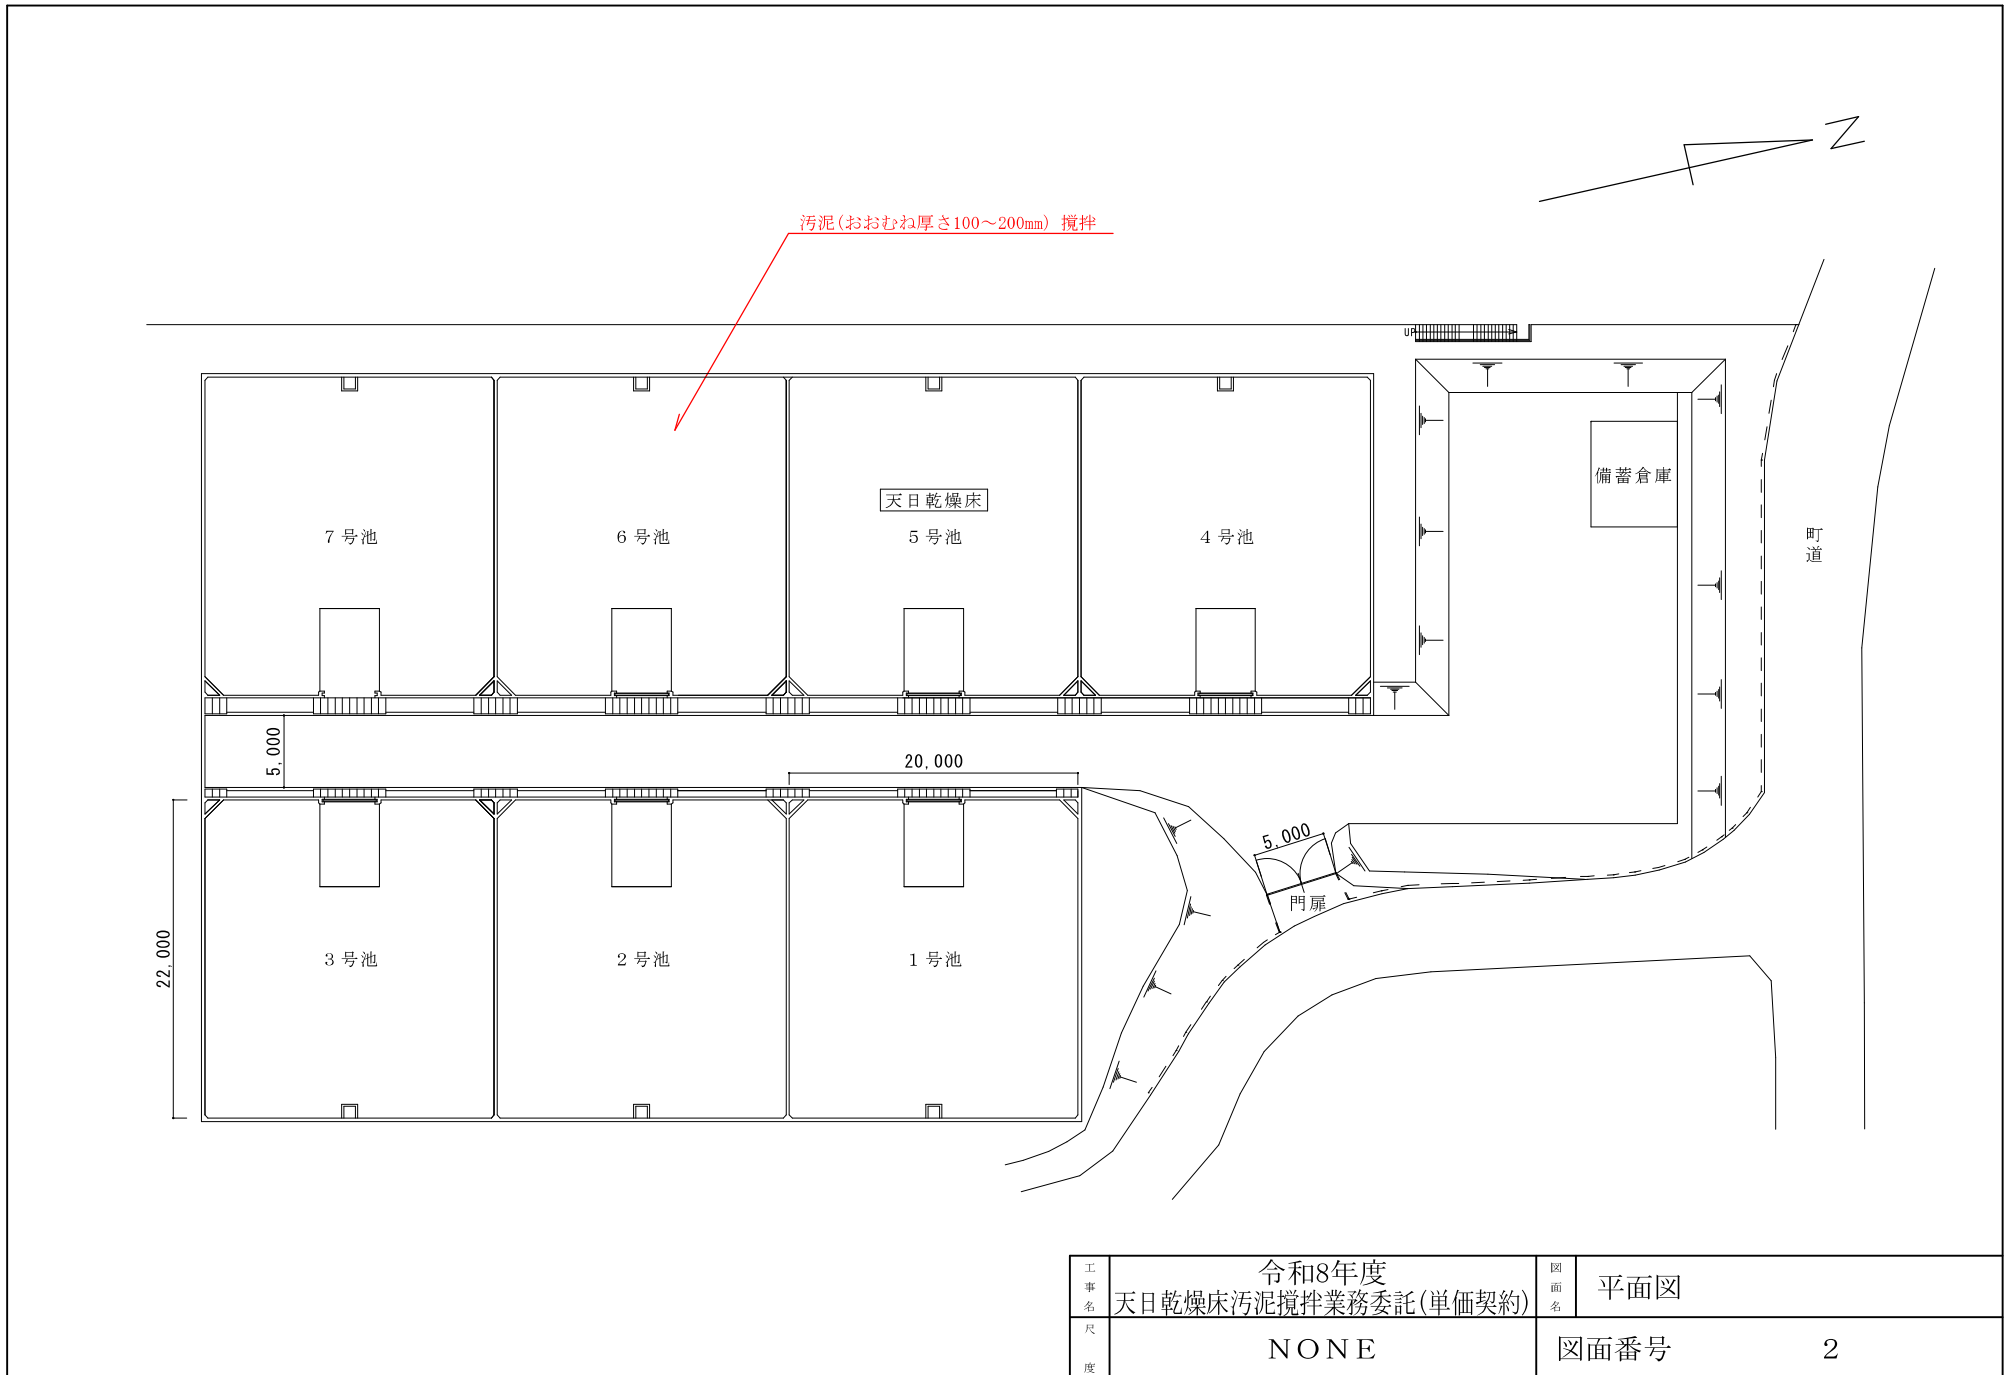 N
汚泥(おおむね厚さ100～200mm) 撹拌
UP
備蓄倉庫
天日乾燥床
7号池
6号池
5号池
4号池
町道
5,000
20,000
5,000
門扉
22,000
3号池
2号池
1号池
工事名
令和8年度
天日乾燥床汚泥撹拌業務委託(単価契約)
図面名
平面図
尺度
NONE
図面番号
2